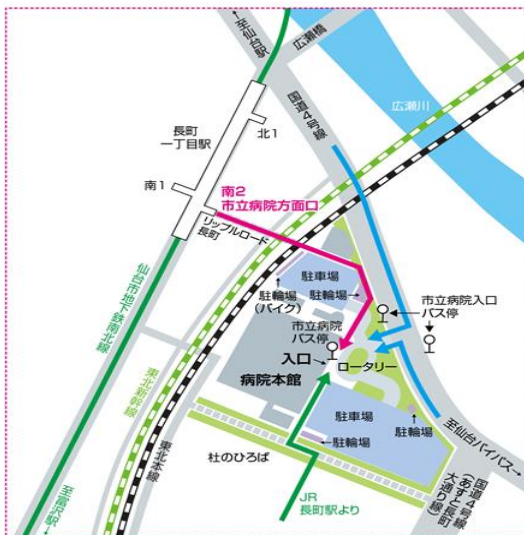 至仙台駅
広瀬橋
国道4号線
広瀬川
長町
一丁目駅
北1
南1
南2
市立病院方面口
リップルロード
長町
駐車場
駐輪場
(バイク)
駐輪場
市立病院
バス停
市立病院入口
バス停
入口
ロータリー
病院本館
仙台市地下鉄南北線
東北新幹線
東北本線
駐車場
駐輪場
駐輪場
杜のひろば
至仙台バイパス
国道4号線
(あすと長町
大通り線)
JR
長町駅より
至富沢駅